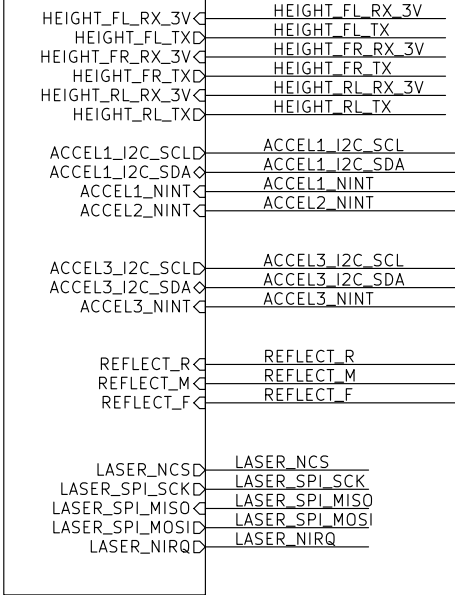 HEIGHT_FL_RX_3V HEIGHT_FL_RX_3V
HEIGHT_FL_TX HEIGHT_FL_TX
HEIGHT_FR_RX_3V HEIGHT_FR_RX_3V
HEIGHT_FR_TX HEIGHT_FR_TX
HEIGHT_RL_RX_3V HEIGHT_RL_RX_3V
HEIGHT_RL_TX HEIGHT_RL_TX
ACCEL1_I2C_SCL ACCEL1_I2C_SCL
ACCEL1_I2C_SDA ACCEL1_I2C_SDA
ACCEL1_NINT ACCEL1_NINT
ACCEL2_NINT ACCEL2_NINT
ACCEL3_I2C_SCL ACCEL3_I2C_SCL
ACCEL3_I2C_SDA ACCEL3_I2C_SDA
ACCEL3_NINT ACCEL3_NINT
REFLECT_R REFLECT_R
REFLECT_M REFLECT_M
REFLECT_F REFLECT_F
LASER_NCS LASER_NCS
LASER_SPI_SCK LASER_SPI_SCK
LASER_SPI_MISO LASER_SPI_MISO
LASER_SPI_MOSI LASER_SPI_MOSI
LASER_NIRQ LASER_NIRQ